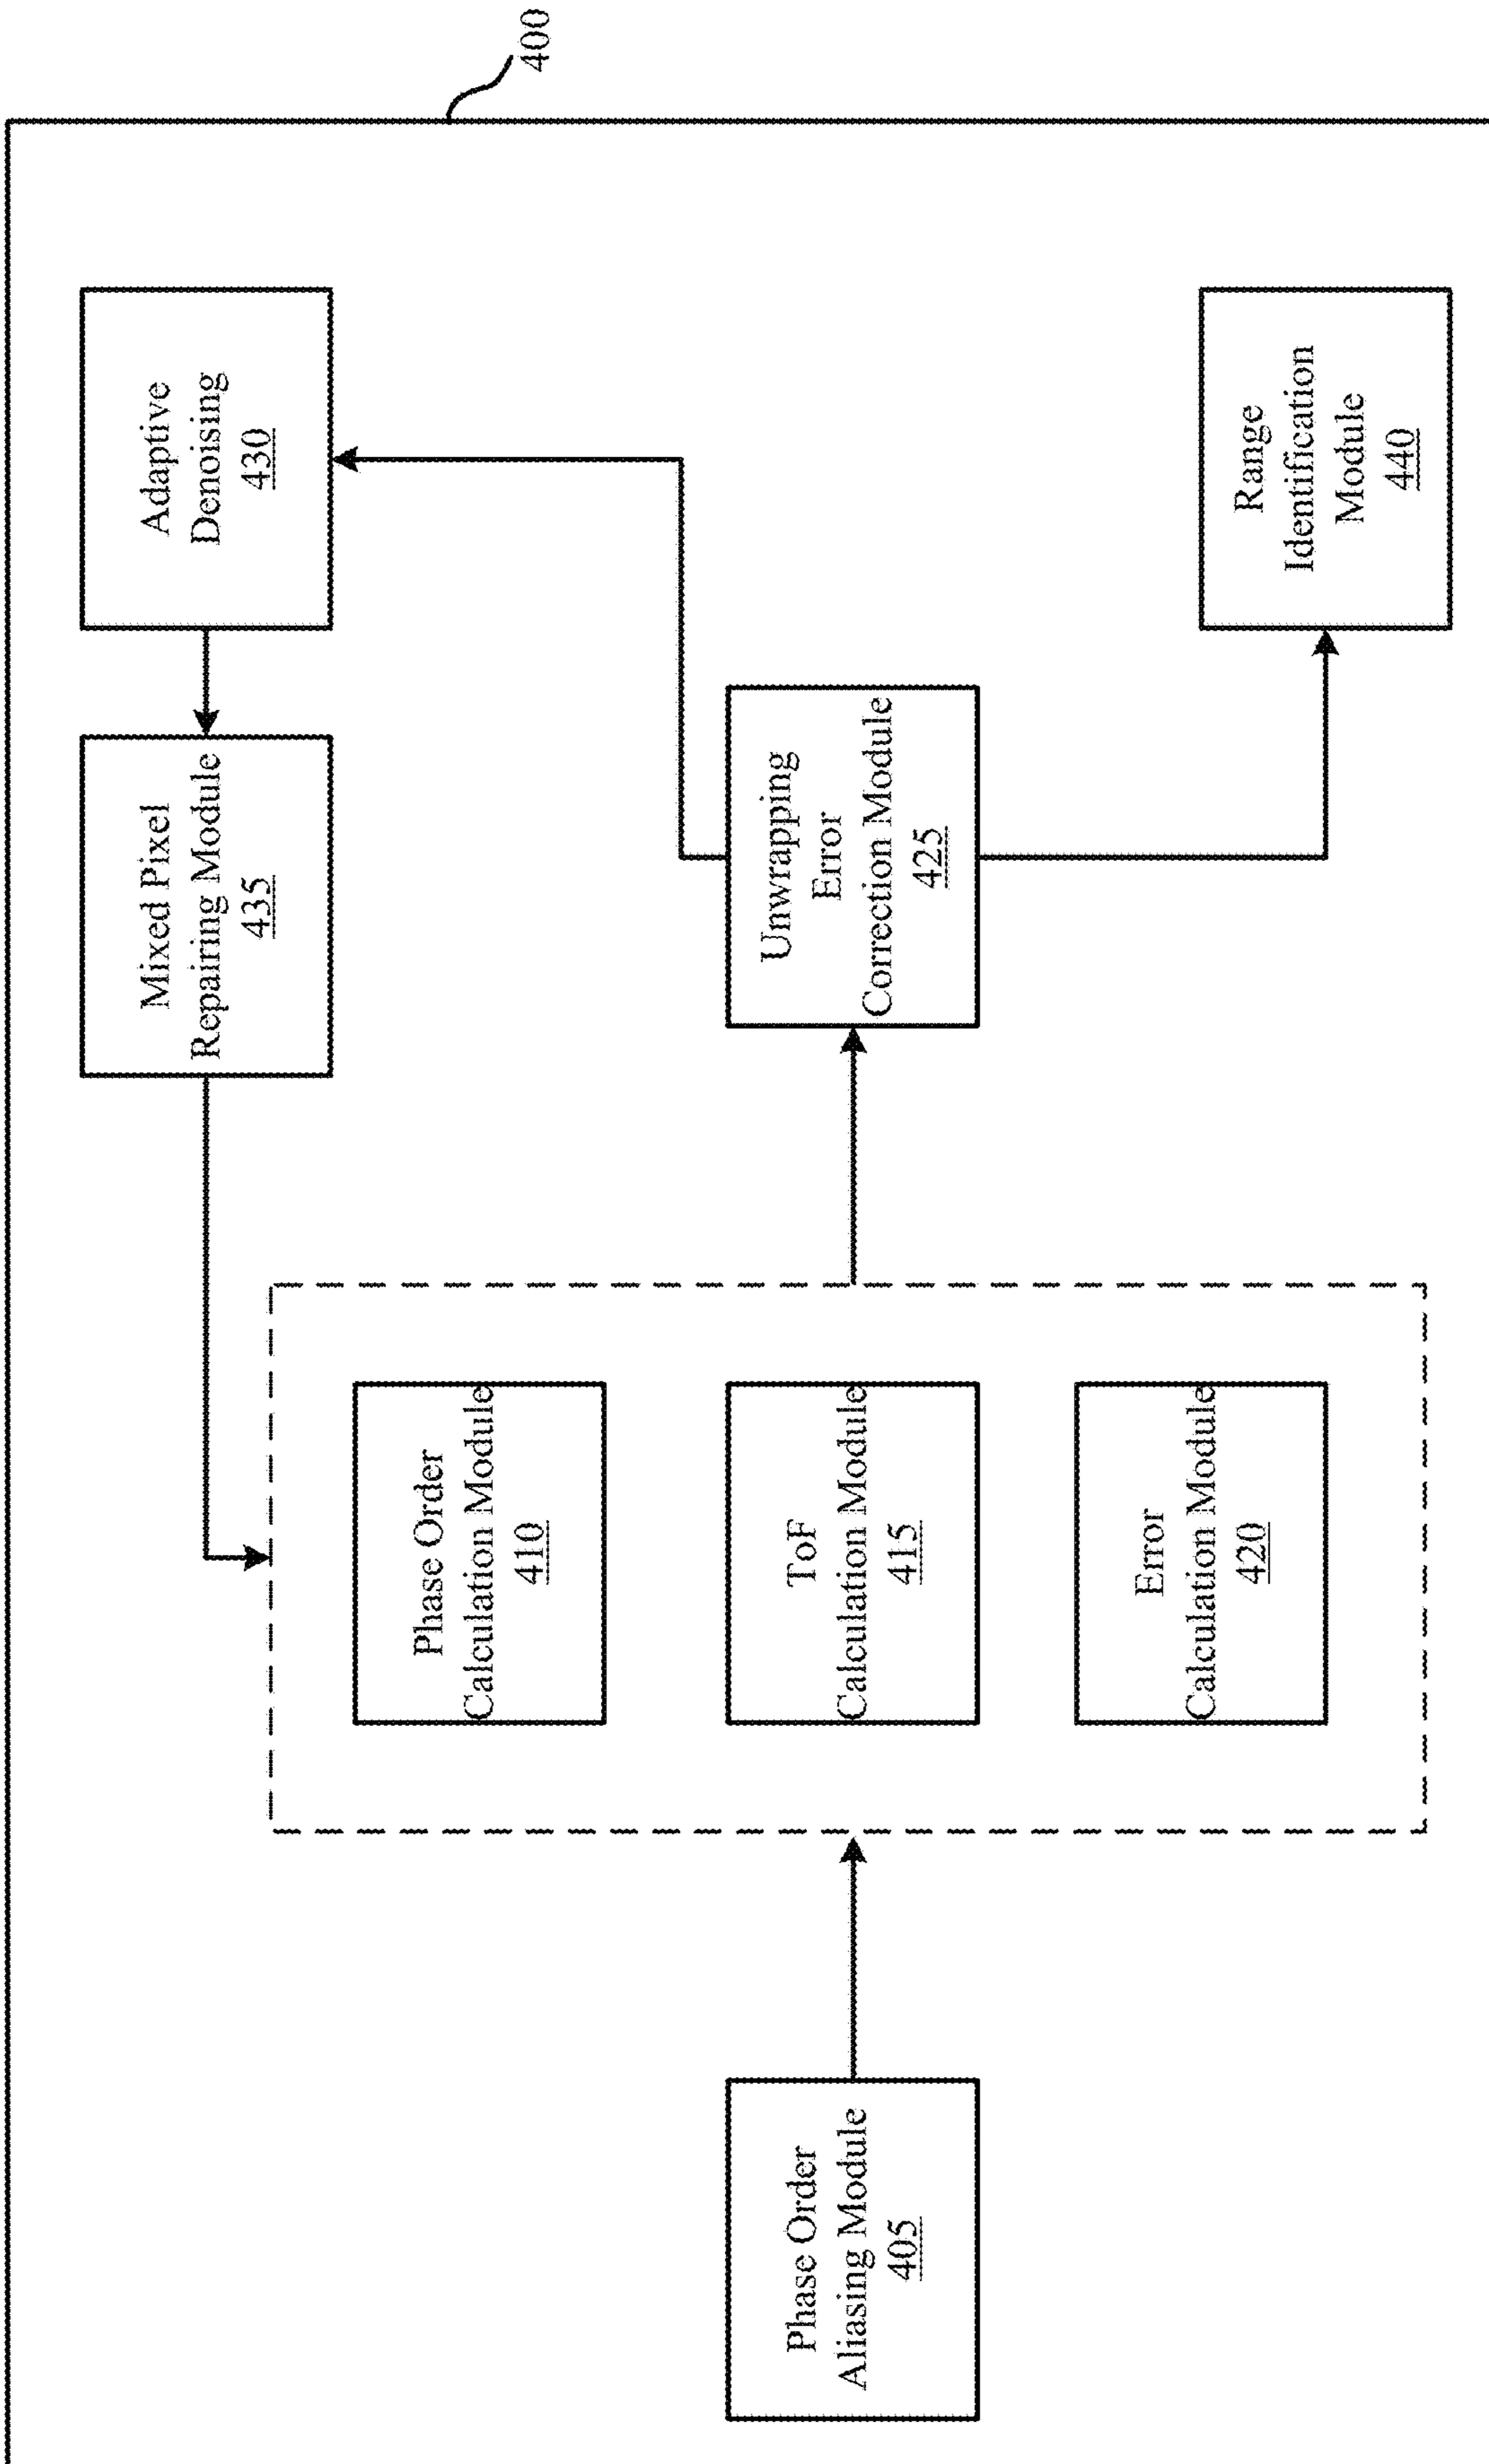 400
Adaptive
Denoising
430
Mixed Pixel
Repairing Module
435
Phase Order
Calculation Module
410
ToF
Calculation Module
415
Error
Calculation Module
420
Unwrapping
Error
Correction Module
425
Range
Identification
Module
440
Phase Order
Aliasing Module
405